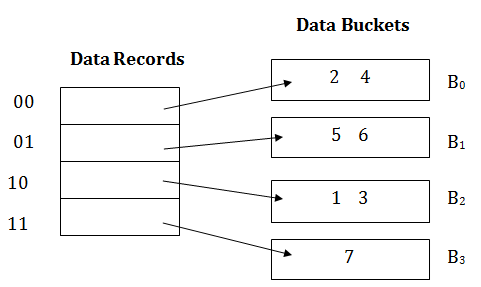 Data Buckets
Data Records
00
01
10
11
2 4
B0
5 6
B1
1 3
B2
7
B3